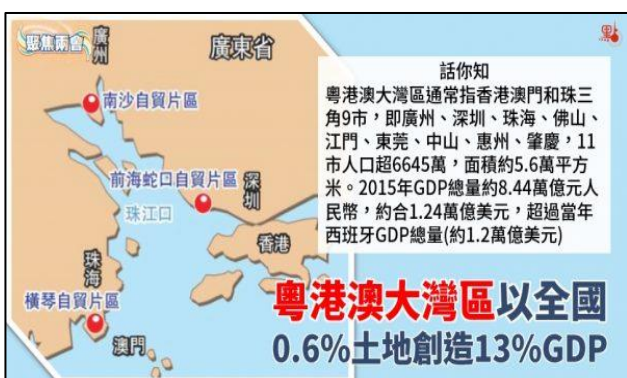 聚焦兩會
廣州
廣東省
南沙自貿片區
前海蛇口自貿片區
深圳
珠江口
香港
珠海
橫琴自貿片區
澳門
點
話你知
粵港澳大灣區通常指香港澳門和珠三
角9市，即廣州、深圳、珠海、佛山、
江門、東莞、中山、惠州、肇慶，11
市人口超6645萬，面積約5.6萬平方
米。2015年GDP總量約8.44萬億元人
民幣，約合1.24萬億美元，超過當年
西班牙GDP總量(約1.2萬億美元)
粵港澳大灣區以全國
0.6%土地創造13%GDP